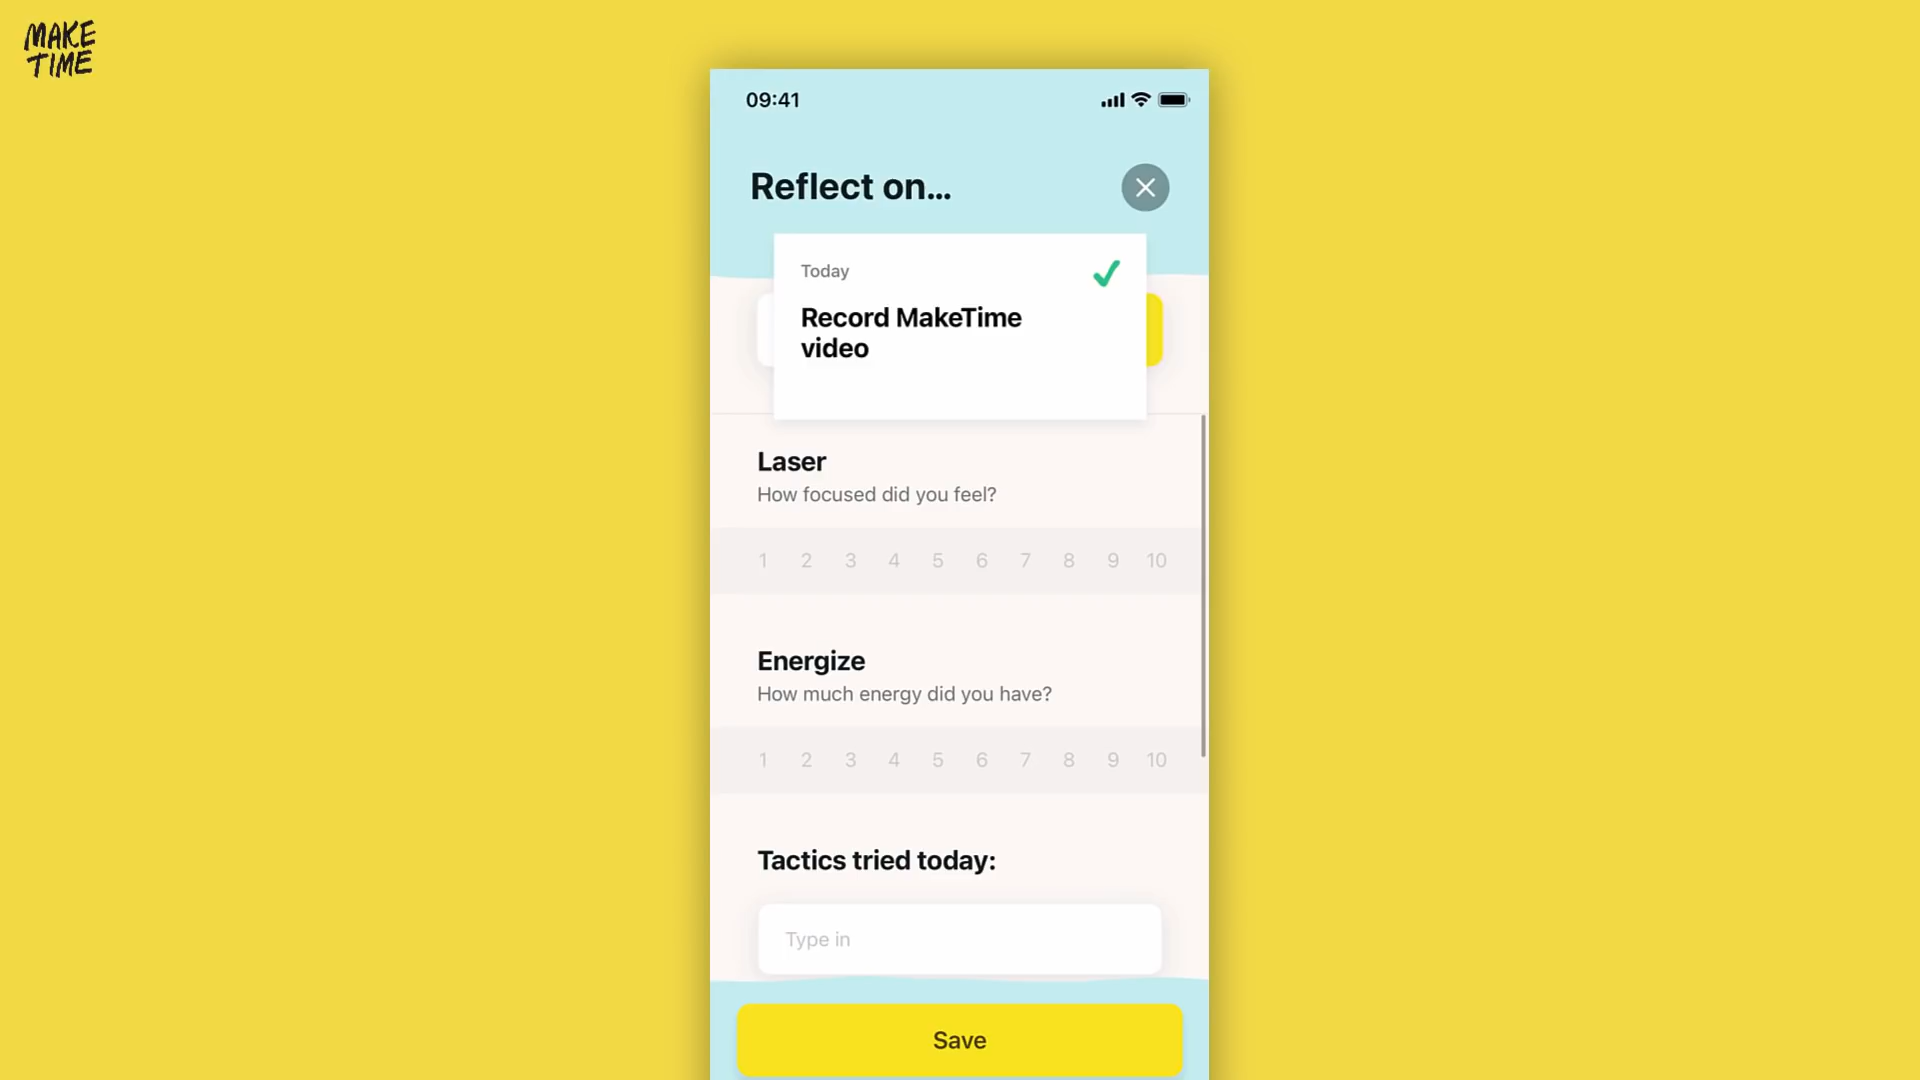 MAKE
TIME
09:41
Reflect on...
Today
Record MakeTime
video
Laser
How focused did you feel?
1 2 3 4 5 6 7 8 9 10
Energize
How much energy did you have?
1 2 3 4 5 6 7 8 9 10
Tactics tried today:
Type in
Save